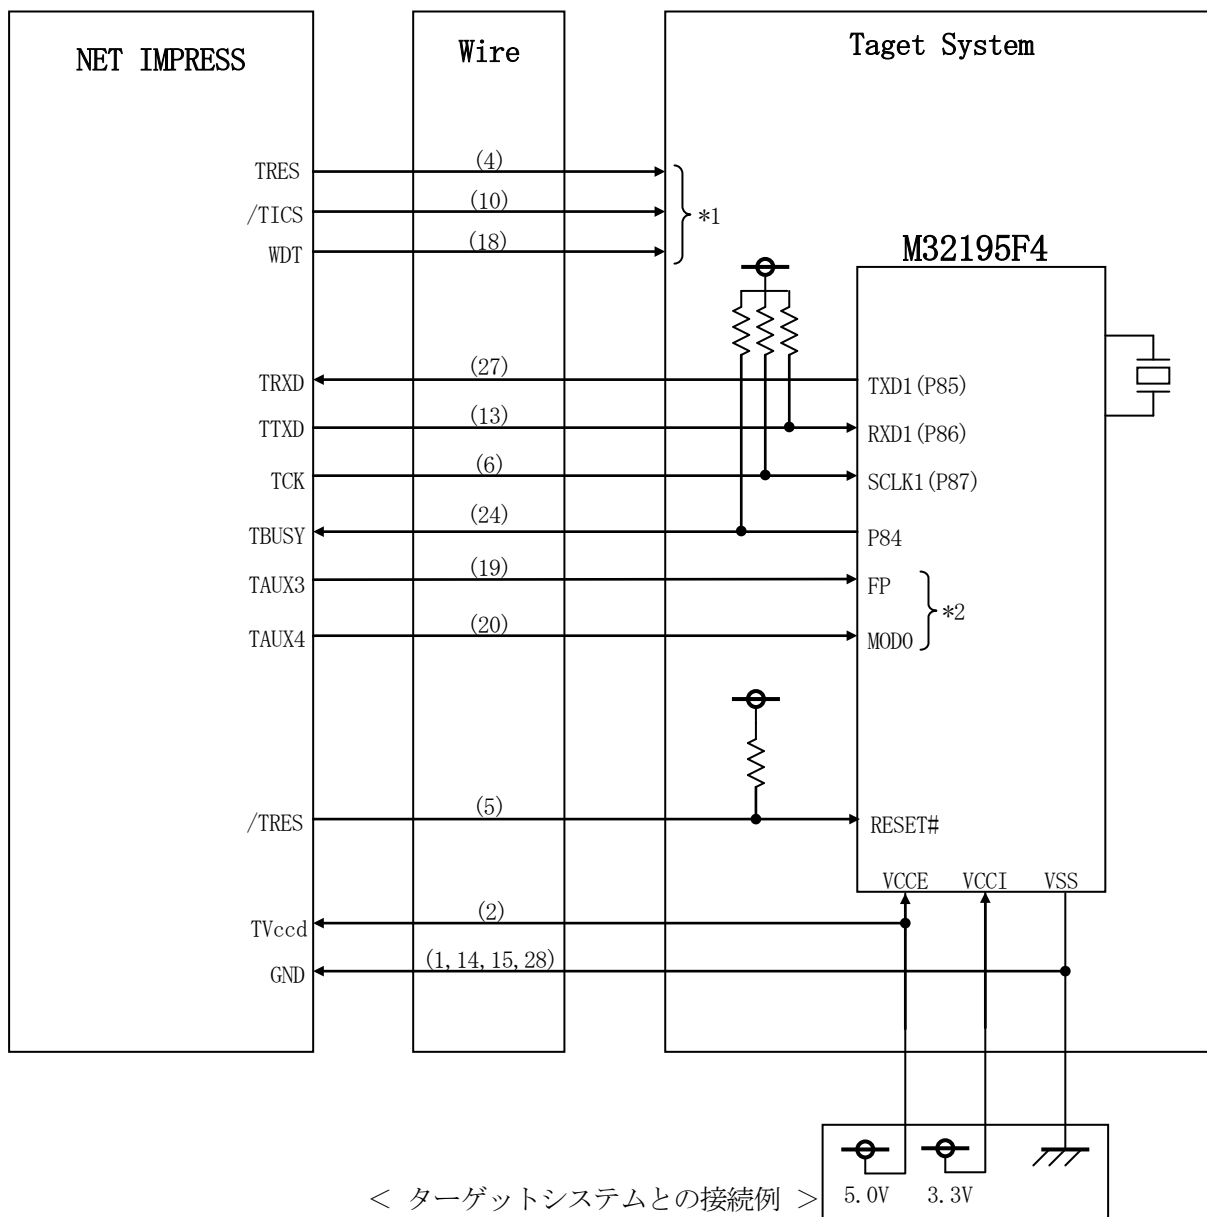 NET IMPRESS
Wire
Taget System
TRES
(4)
/TICS
(10)
*1
WDT
(18)
M32195F4
TRXD
(27)
TXD1(P85)
TTXD
(13)
RXD1(P86)
TCK
(6)
SCLK1(P87)
TBUSY
(24)
P84
TAUX3
(19)
FP
*2
TAUX4
(20)
MOD0
/TRES
(5)
RESET#
VCCE
VCCI
VSS
TVccd
(2)
GND
(1,14,15,28)
< ターゲットシステムとの接続例 >
5.0V
3.3V